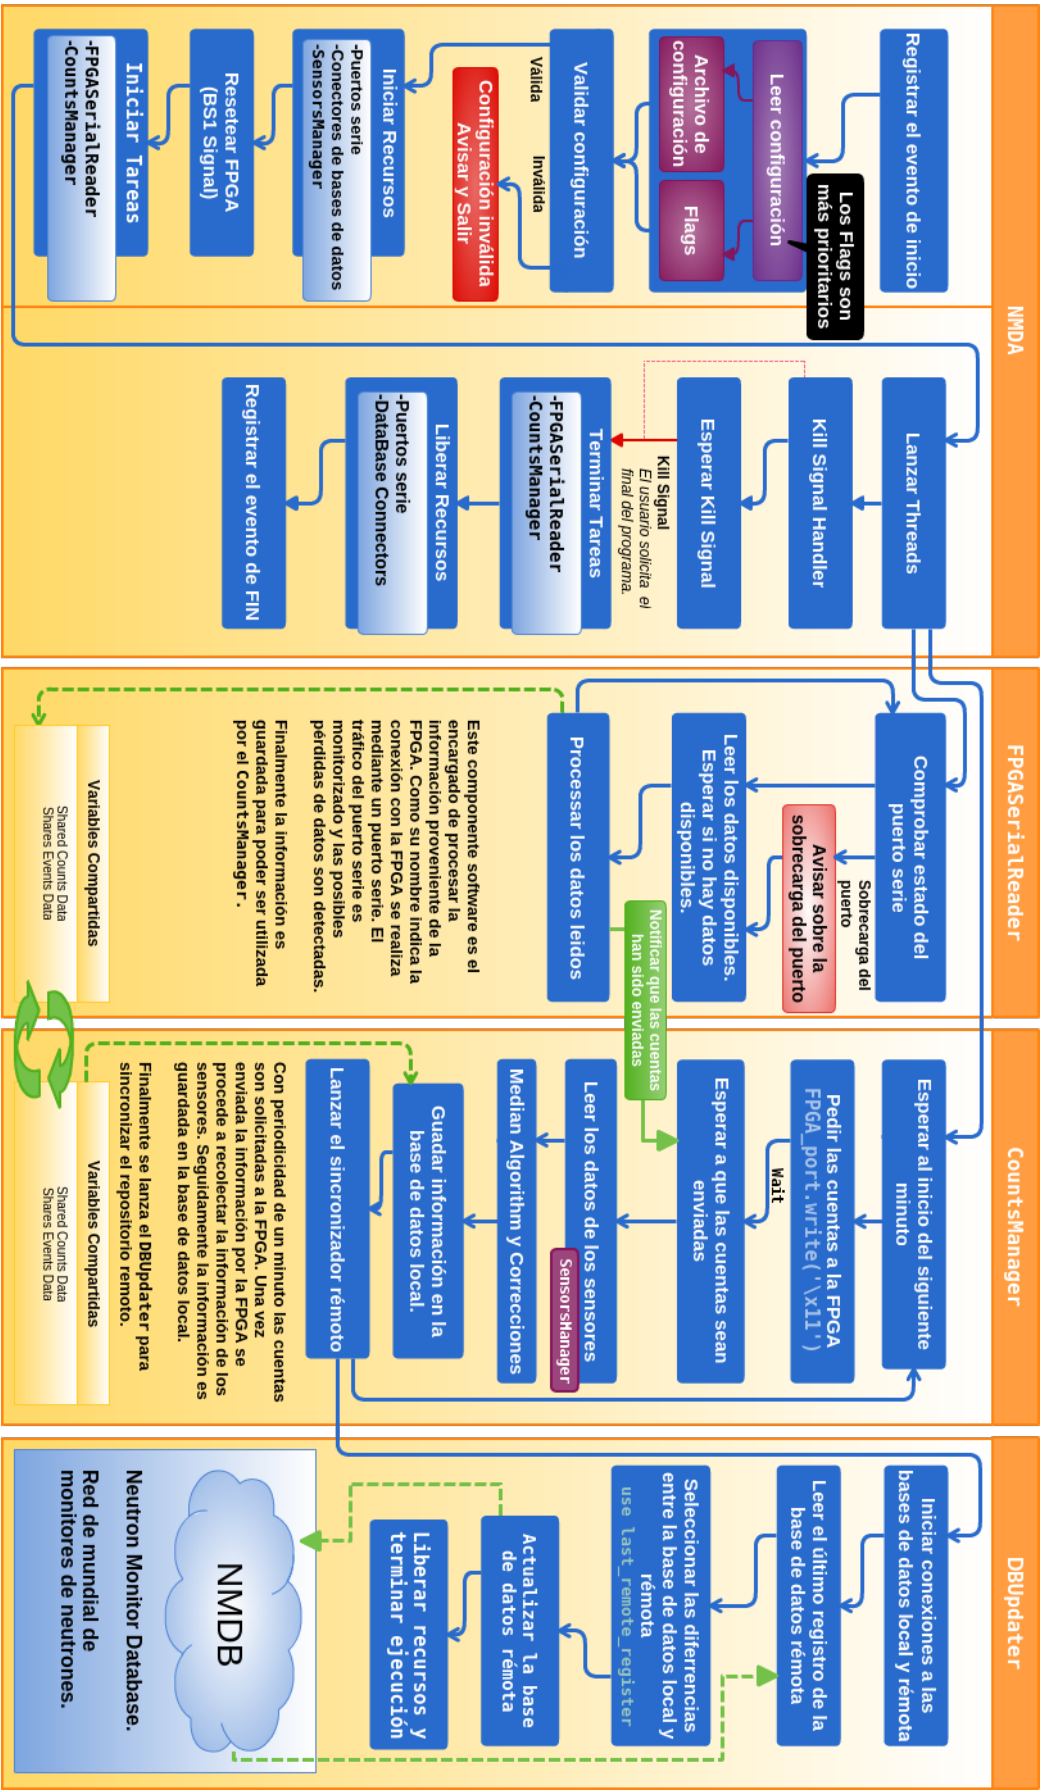 NMDA
Registrar el evento de inicio
Los Flags son
más prioritarios
Leer configuración
Archivo de
configuración
Flags
Validar configuración
Válida
Inválida
Configuración inválida
Avisar y Salir
Iniciar Recursos
-Puertos serie
-Conectores de bases de datos
-SensorsManager
Resetear FPGA
(BS1 Signal)
Iniciar Tareas
-FPGASerialReader
-CountsManager
Lanzar Threads
Kill Signal Handler
Esperar Kill Signal
Kill Signal
El usuario solicita el
final del programa.
Terminar Tareas
-FPGASerialReader
-CountsManager
Liberar Recursos
-Puertos serie
-DataBase Connectors
Registrar el evento de FIN
FPGASerialReader
Comprobar estado del
puerto serie
Sobrecarga del
puerto
Avisar sobre la
sobrecarga del puerto
Leer los datos disponibles.
Esperar si no hay datos
disponibles.
Notificar que las cuentas
han sido enviadas
Processar los datos leidos
Este componente software es el
encargado de procesar la
información proveniente de la
FPGA. Como su nombre indica la
conexión con la FPGA se realiza
mediante un puerto serie. El
tráfico del puerto serie es
monitorizado y las posibles
pérdidas de datos son detectadas.
Finalmente la información es
guardada para poder ser utilizada
por el CountsManager.
Variables Compartidas
Shared Counts Data
Shares Events Data
CountsManager
Esperar al inicio del siguiente
minuto
Pedir las cuentas a la FPGA
FPGA_port.write('\x11')
Wait
Esperar a que las cuentas sean
enviadas
Leer los datos de los sensores
SensorsManager
Median Algorithm y Correcciones
Guadar información en la
base de datos local.
Lanzar el sincronizador rémoto
Con periodicidad de un minuto las cuentas
son solicitadas a la FPGA. Una vez
enviada la información por la FPGA se
procede a recolectar la información de los
sensores. Seguidamente la información es
guardada en la base de datos local.
Finalmente se lanza el DBUpdater para
sincronizar el repositorio remoto.
Variables Compartidas
Shared Counts Data
Shares Events Data
DBUpdater
Iniciar conexiones a las
bases de datos local y rémota
Leer el último registro de la
base de datos rémota
Seleccionar las diferrencias
entre la base de datos local y
rémota
use last_remote_register
Actualizar la base
de datos rémota
Liberar recursos y
terminar ejecución
NMDB
Neutron Monitor Database.
Red de mundial de
monitores de neutrones.